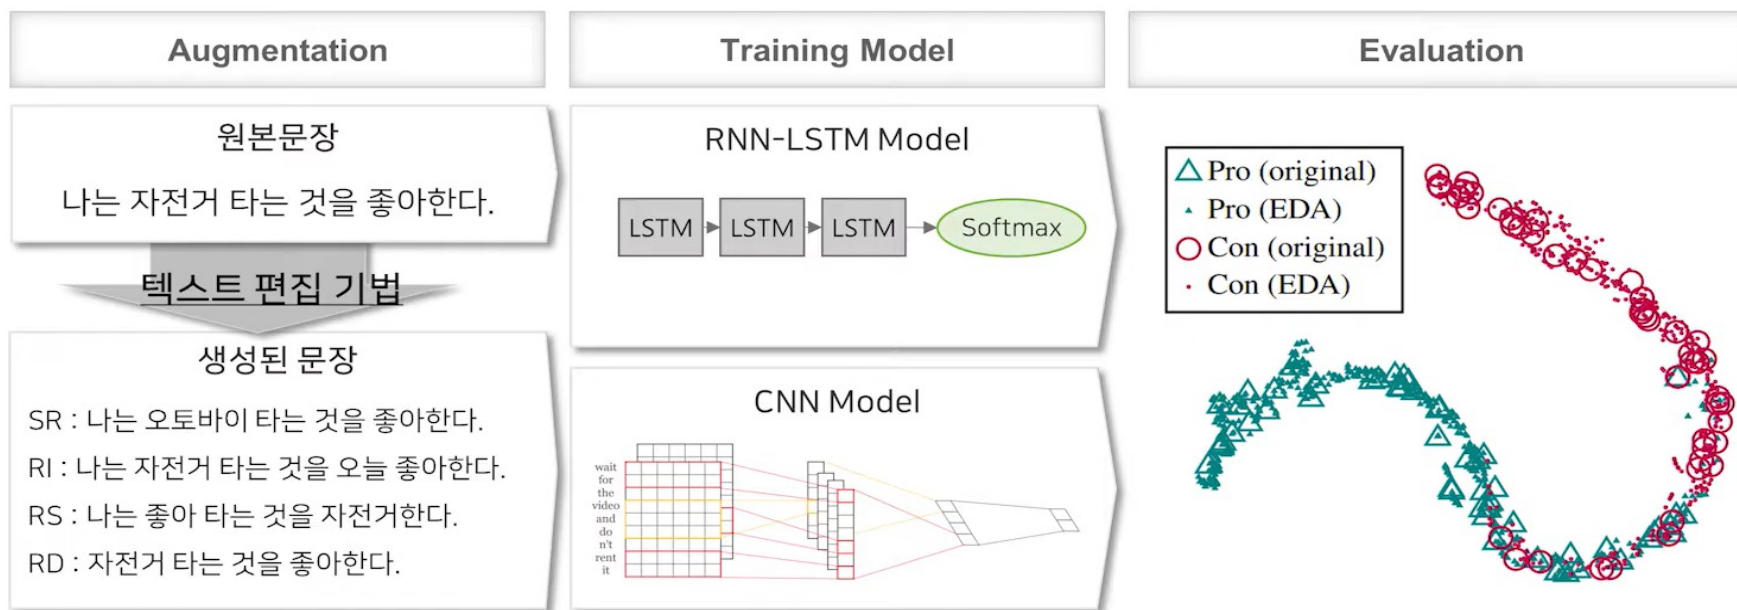 Augmentation
Training Model
Evaluation
원본문장
나는 자전거 타는 것을 좋아한다.
텍스트 편집 기법
생성된 문장
SR : 나는 오토바이 타는 것을 좋아한다.
RI : 나는 자전거 타는 것을 오늘 좋아한다.
RS : 나는 좋아 타는 것을 자전거한다.
RD : 자전거 타는 것을 좋아한다.
RNN-LSTM Model
LSTM LSTM LSTM Softmax
CNN Model
wait
for
the
video
and
do
n't
rent
it
Pro (original)
Pro (EDA)
Con (original)
Con (EDA)